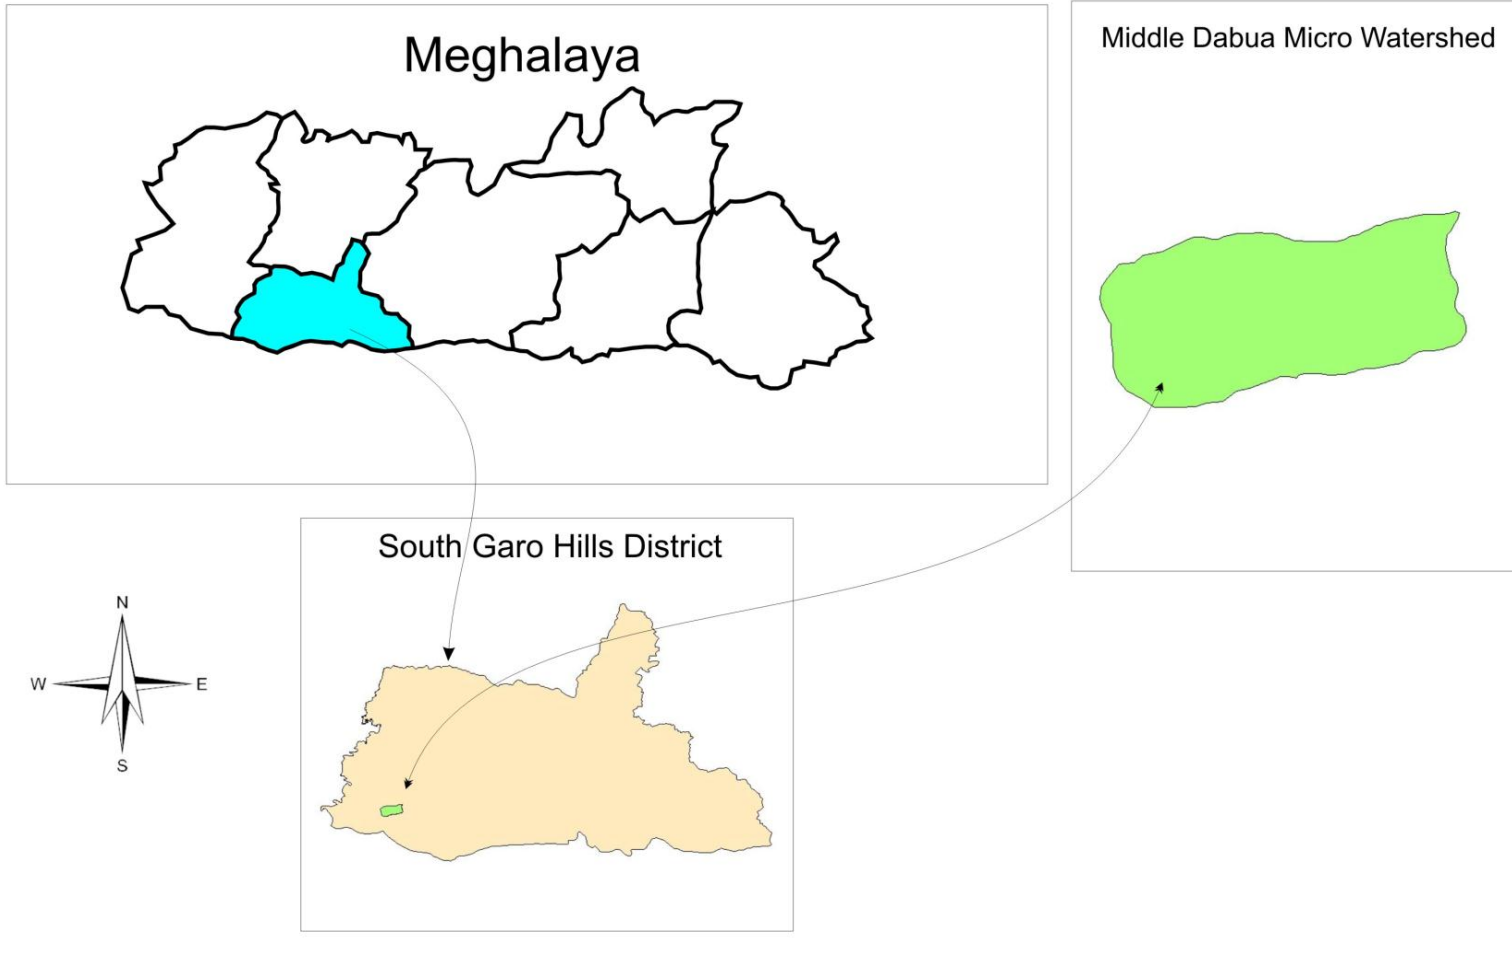 Meghalaya
Middle Dabua Micro Watershed
South Garo Hills District
N
W E
S